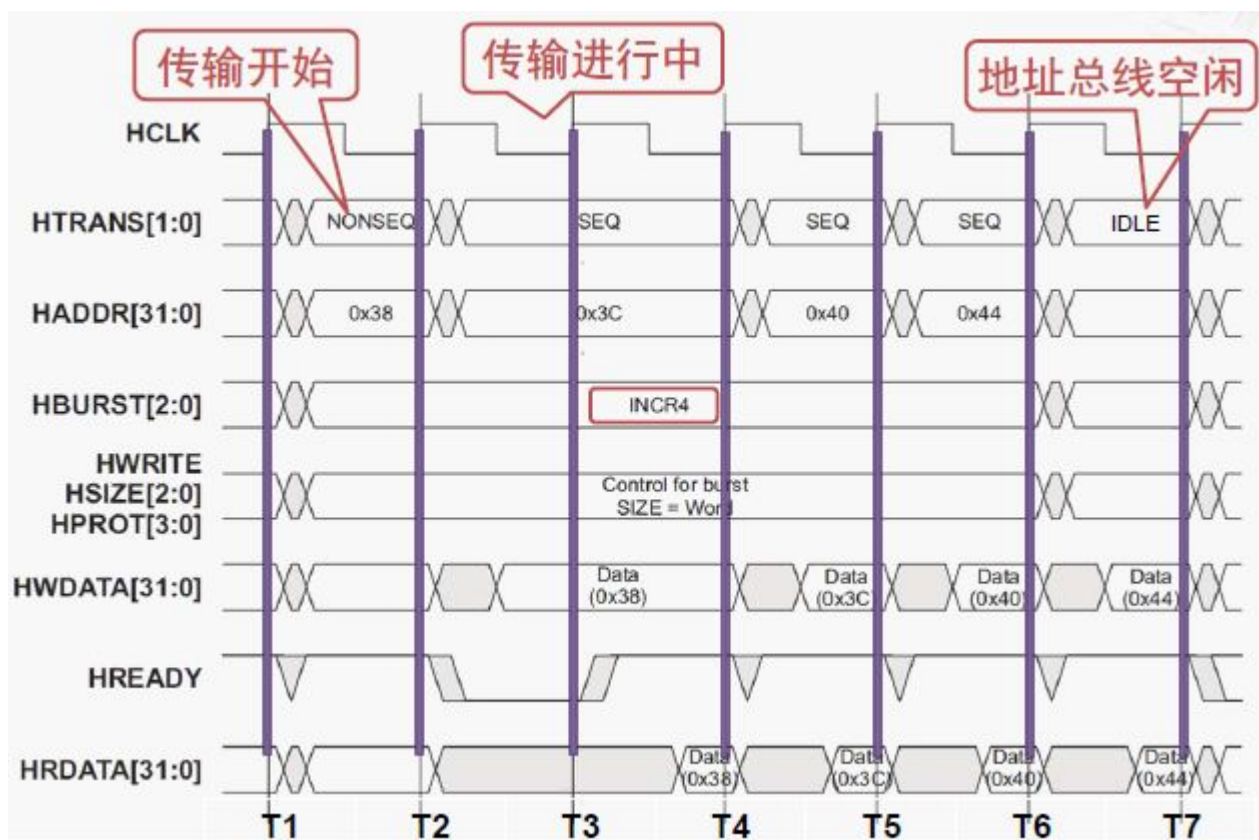 传输开始
传输进行中
地址总线空闲
HCLK
HTRANS[1:0]
NONSEQ
SEQ
SEQ
SEQ
IDLE
HADDR[31:0]
0x38
0x3C
0x40
0x44
HBURST[2:0]
INCR4
HWRITE
HSIZE[2:0]
HPROT[3:0]
Control for burst
SIZE = Word
HWDATA[31:0]
Data
(0x38)
Data
(0x3C)
Data
(0x40)
Data
(0x44)
HREADY
HRDATA[31:0]
Data
(0x38)
Data
(0x3C)
Data
(0x40)
Data
(0x44)
T1
T2
T3
T4
T5
T6
T7